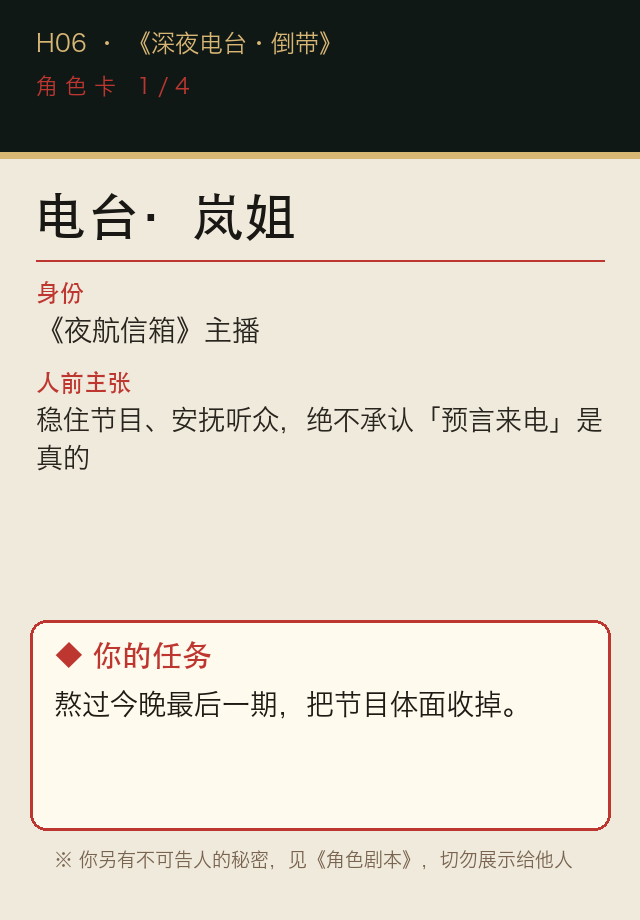 H06 · 《深夜电台·倒带》
角色卡 1/4
电台· 岚姐
身份
《夜航信箱》主播
人前主张
稳住节目、安抚听众，绝不承认「预言来电」是
真的
◆ 你的任务
熬过今晚最后一期，把节目体面收掉。
※ 你另有不可告人的秘密，见《角色剧本》，切勿展示给他人